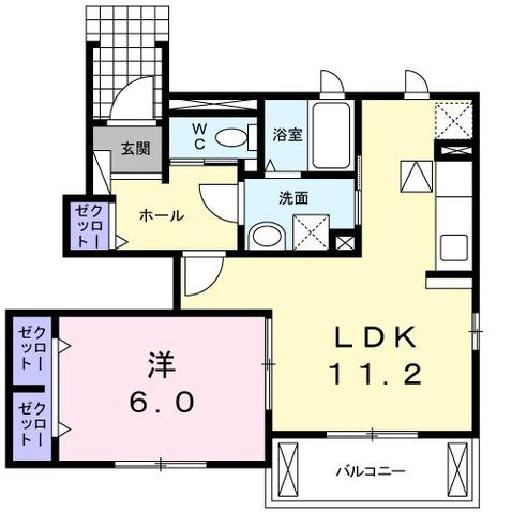 WC
浴室
玄関
クローゼット
ホール
洗面
クローゼット
洋
6.0
LDK
11.2
クローゼット
バルコニー